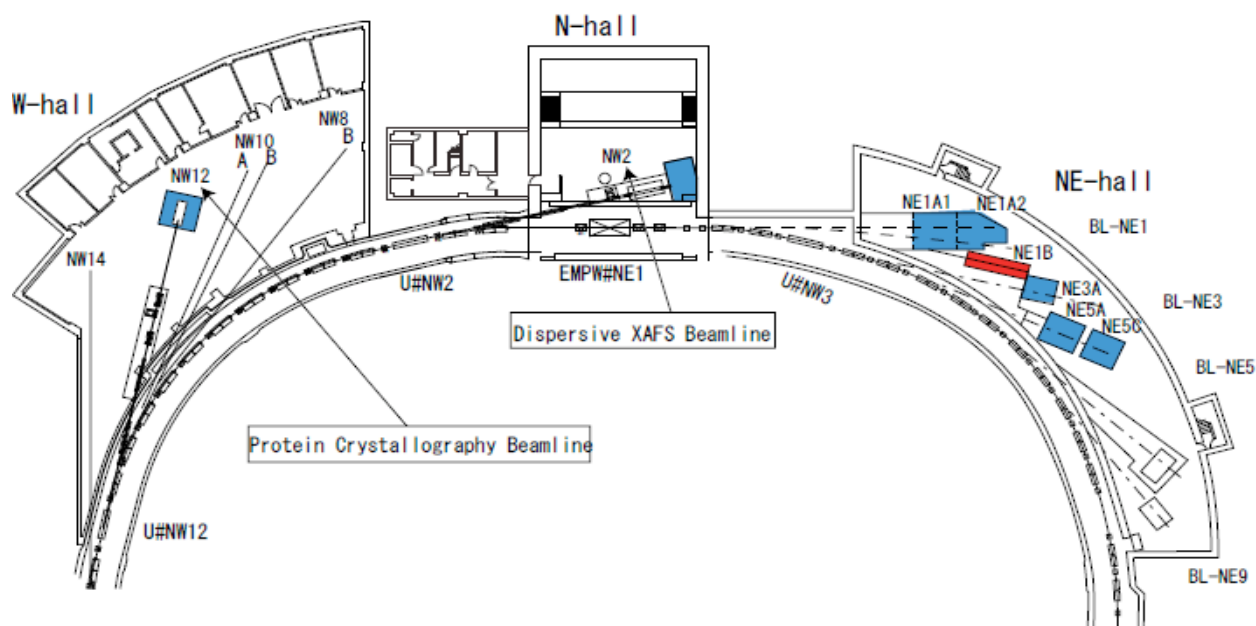 N-hall
W-hall
NW8
B
NW10
A B
NW12
NW14
NW2
NE-hall
NE1A1
NE1A2
BL-NE1
NE1B
NE3A
BL-NE3
NE5A
NE5C
BL-NE5
U#NW2
EMPW#NE1
U#NW3
Dispersive XAFS Beamline
Protein Crystallography Beamline
U#NW12
BL-NE9